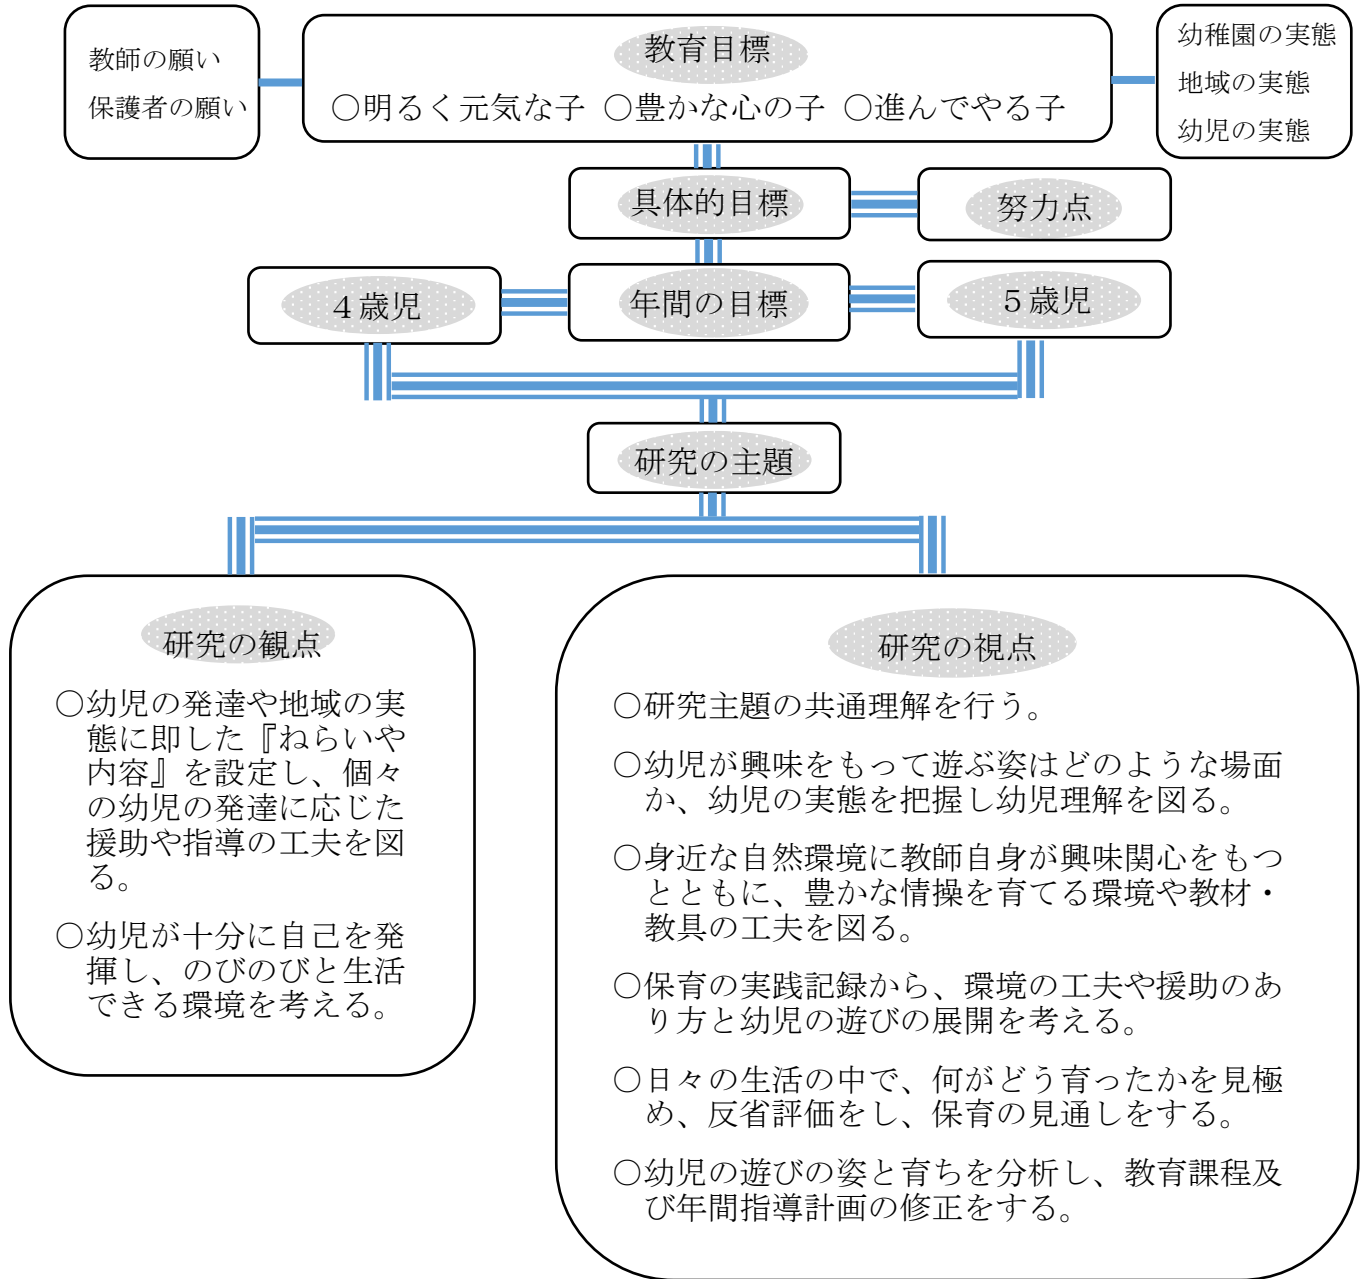 教師の願い
保護者の願い
教育目標
○明るく元気な子 ○豊かな心の子 ○進んでやる子
幼稚園の実態
地域の実態
幼児の実態
具体的目標
努力点
4歳児
年間の目標
5歳児
研究の主題
研究の観点
○幼児の発達や地域の実
態に即した『ねらいや
内容』を設定し、個々
の幼児の発達に応じた
援助や指導の工夫を図
る。
○幼児が十分に自己を発
揮し、のびのびと生活
できる環境を考える。
研究の視点
○研究主題の共通理解を行う。
○幼児が興味をもって遊ぶ姿はどのような場面
か、幼児の実態を把握し幼児理解を図る。
○身近な自然環境に教師自身が興味関心をもつ
とともに、豊かな情操を育てる環境や教材・
教具の工夫を図る。
○保育の実践記録から、環境の工夫や援助のあ
り方と幼児の遊びの展開を考える。
○日々の生活の中で、何がどう育ったかを見極
め、反省評価をし、保育の見通しをする。
○幼児の遊びの姿と育ちを分析し、教育課程及
び年間指導計画の修正をする。